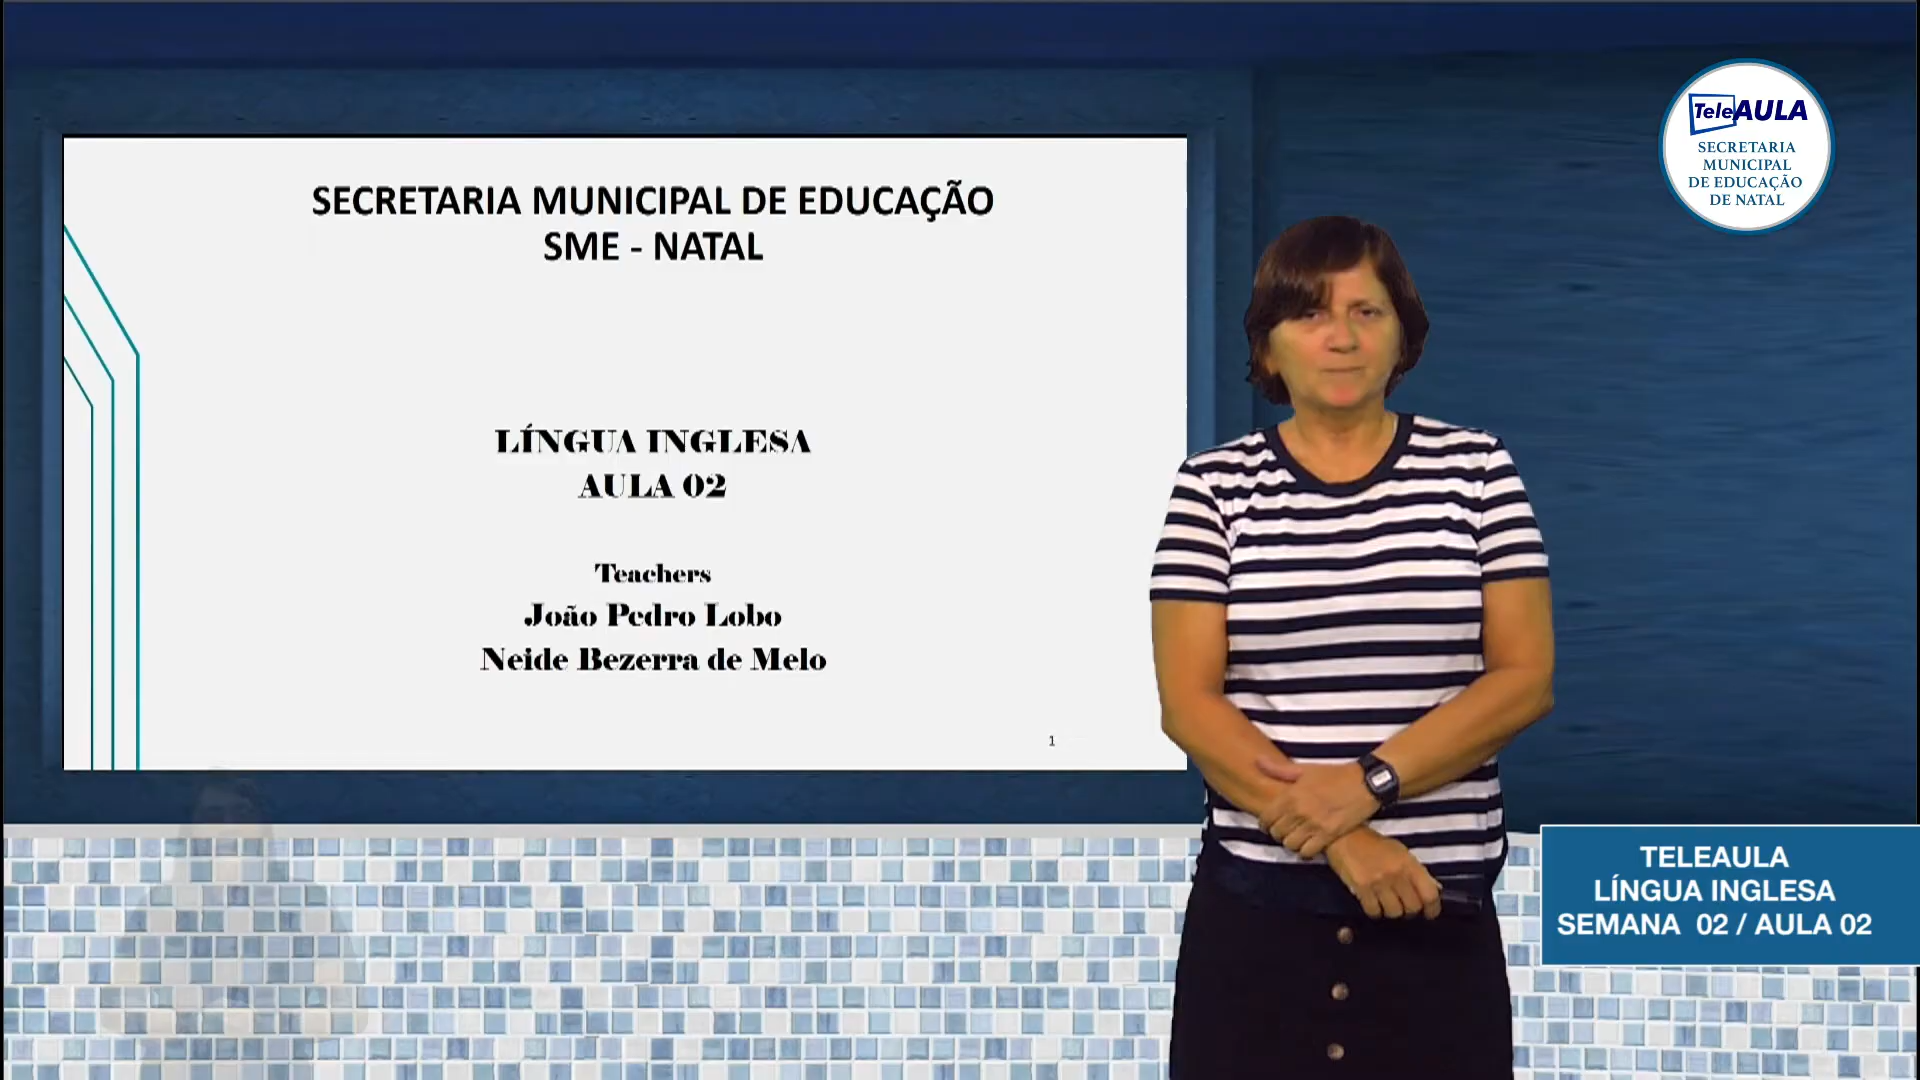 SECRETARIA MUNICIPAL DE EDUCAÇÃO
SME - NATAL
LÍNGUA INGLESA
AULA 02
Teachers
João Pedro Lobo
Neide Bezerra de Melo
1
TeleAULA
SECRETARIA
MUNICIPAL
DE EDUCAÇÃO
DE NATAL
TELEAULA
LÍNGUA INGLESA
SEMANA 02 / AULA 02